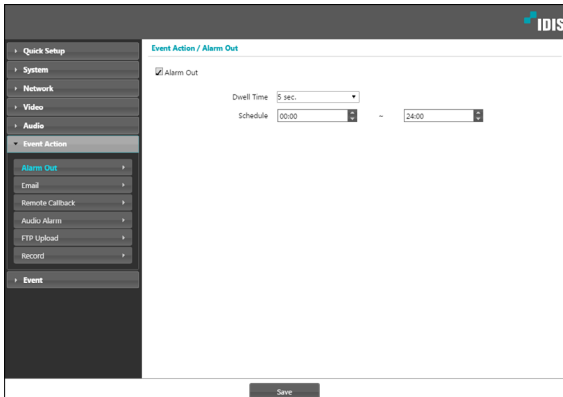 IDIS
Quick Setup
System
Network
Video
Audio
Event Action
Alarm Out
Email
Remote Callback
Audio Alarm
FTP Upload
Record
Event
Event Action / Alarm Out
Alarm Out
Dwell Time 5 sec.
Schedule 00:00 ~ 24:00
Save